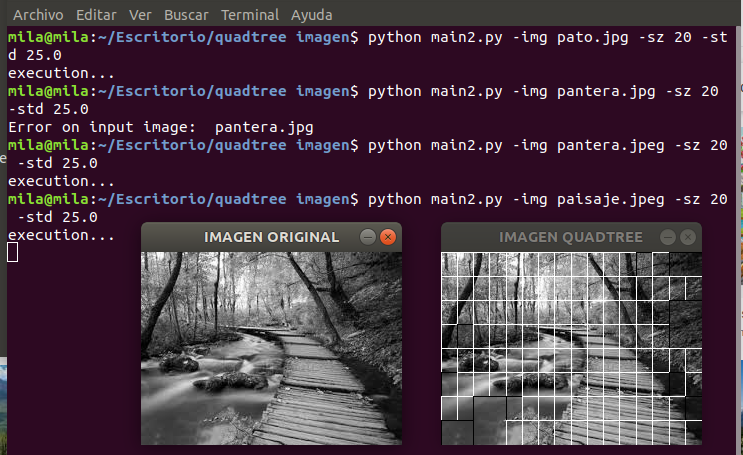 Archivo Editar Ver Buscar Terminal Ayuda
mila@mila:~/Escritorio/quadtree imagen$ python main2.py -img pato.jpg -sz 20 -st
d 25.0
execution...
mila@mila:~/Escritorio/quadtree imagen$ python main2.py -img pantera.jpg -sz 20
-std 25.0
Error on input image:  pantera.jpg
mila@mila:~/Escritorio/quadtree imagen$ python main2.py -img pantera.jpeg -sz 20
 -std 25.0
execution...
mila@mila:~/Escritorio/quadtree imagen$ python main2.py -img paisaje.jpeg -sz 20
 -std 25.0
execution...
IMAGEN ORIGINAL
IMAGEN QUADTREE